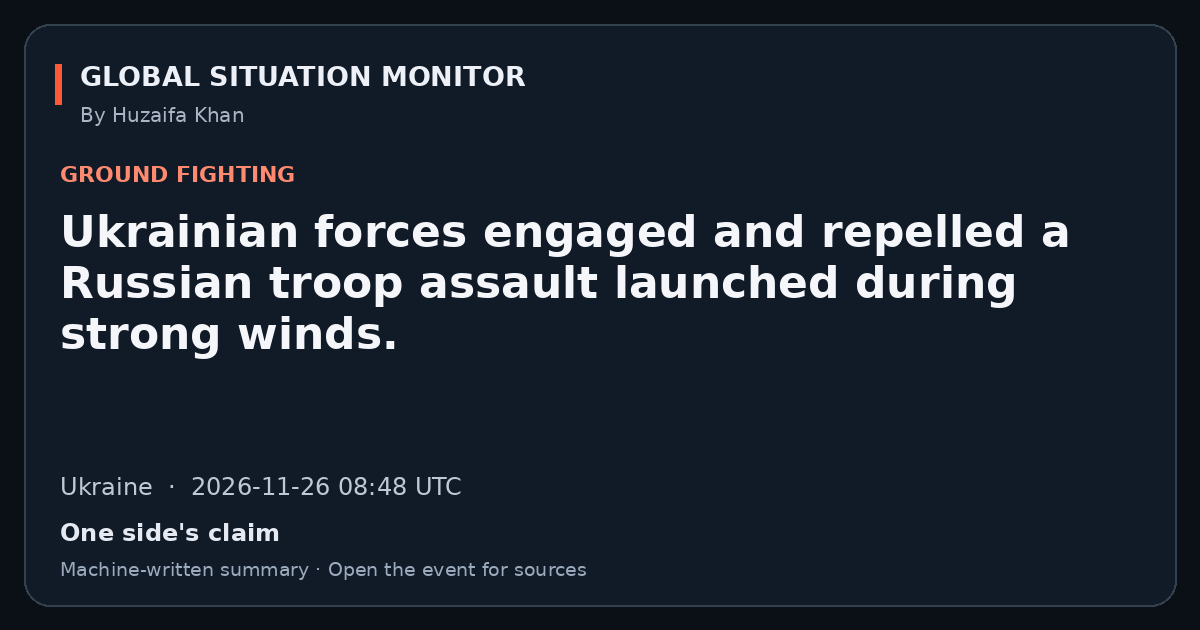 GLOBAL SITUATION MONITOR
By Huzaifa Khan
GROUND FIGHTING
Ukrainian forces engaged and repelled a
Russian troop assault launched during
strong winds.
Ukraine · 2026-11-26 08:48 UTC
One side's claim
Machine-written summary · Open the event for sources